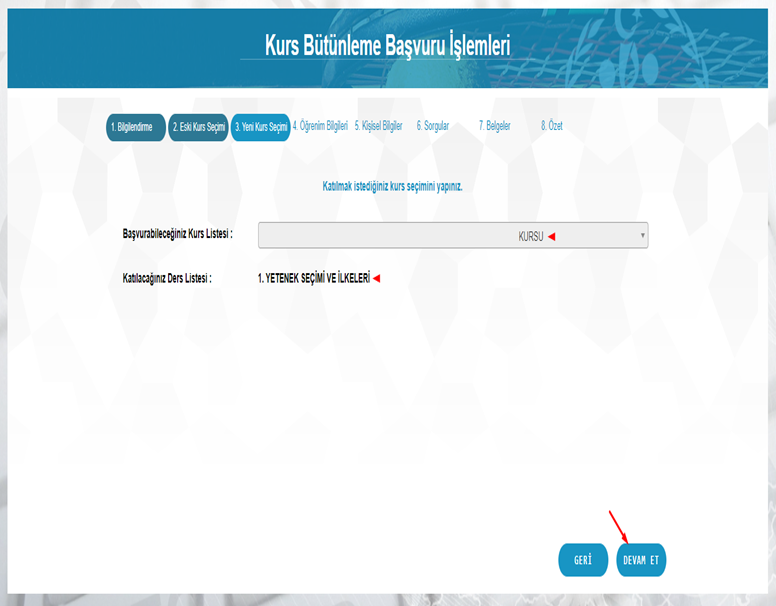 Kurs Bütünleme Başvuru İşlemleri
1. Bilgilendirme 2. Eski Kurs Seçimi 3. Yeni Kurs Seçimi 4. Öğrenim Bilgileri 5. Kişisel Bilgiler 6. Sorgular 7. Belgeler 8. Özet
Katılmak istediğiniz kurs seçimini yapınız.
Başvurabileceğiniz Kurs Listesi : KURSU
Katılacağınız Ders Listesi : 1. YETENEK SEÇİMİ VE İLKELERİ
GERİ DEVAM ET